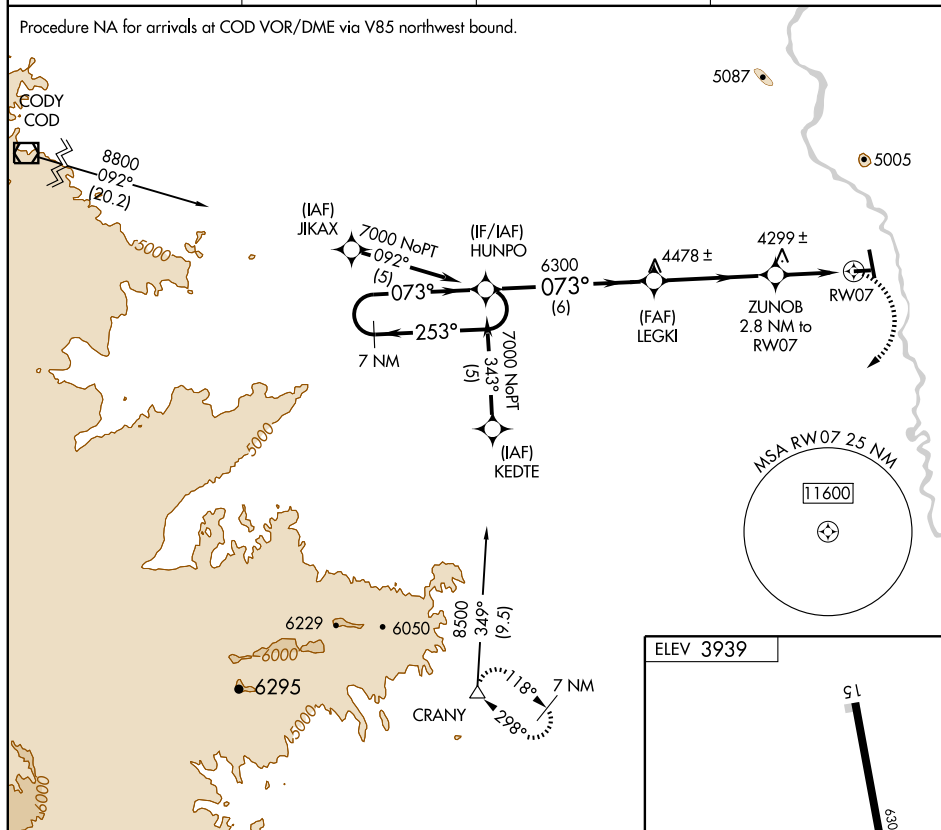 Procedure NA for arrivals at COD VOR/DME via V85 northwest bound.
5087
CODY
COD
8800
092°
(20.2)
5005
5000
(IAF)
JIKAX
7000 NoPT
092°
(5)
(IF/IAF)
HUNPO
6300
073°
(6)
4478 ±
4299 ±
073°
253°
7 NM
(FAF)
LEGKI
ZUNOB
2.8 NM to
RW07
RW07
7000 NoPT
343°
(5)
(IAF)
KEDTE
5000
MSA RW07 25 NM
11600
8500
349°
(9.5)
6229
6050
6000
6295
5000
CRANY
118°
298°
7 NM
6000
ELEV 3939
15
630